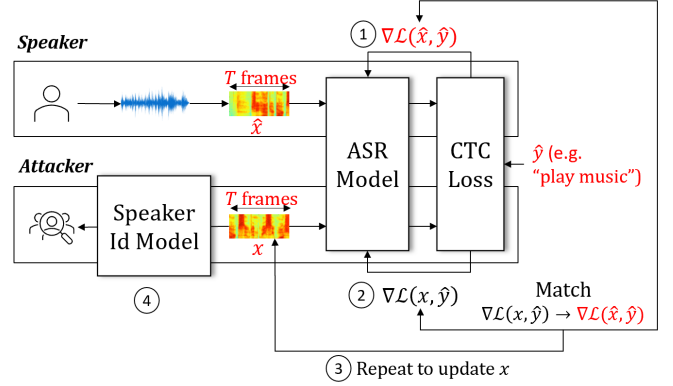 Speaker
① ∇ℒ(x̂, ŷ)
T frames
x̂
ASR
Model
CTC
Loss
ŷ (e.g.
“play music”)
Attacker
Speaker
Id Model
T frames
x
④
② ∇ℒ(x, ŷ)
Match
∇ℒ(x, ŷ) → ∇ℒ(x̂, ŷ)
③ Repeat to update x